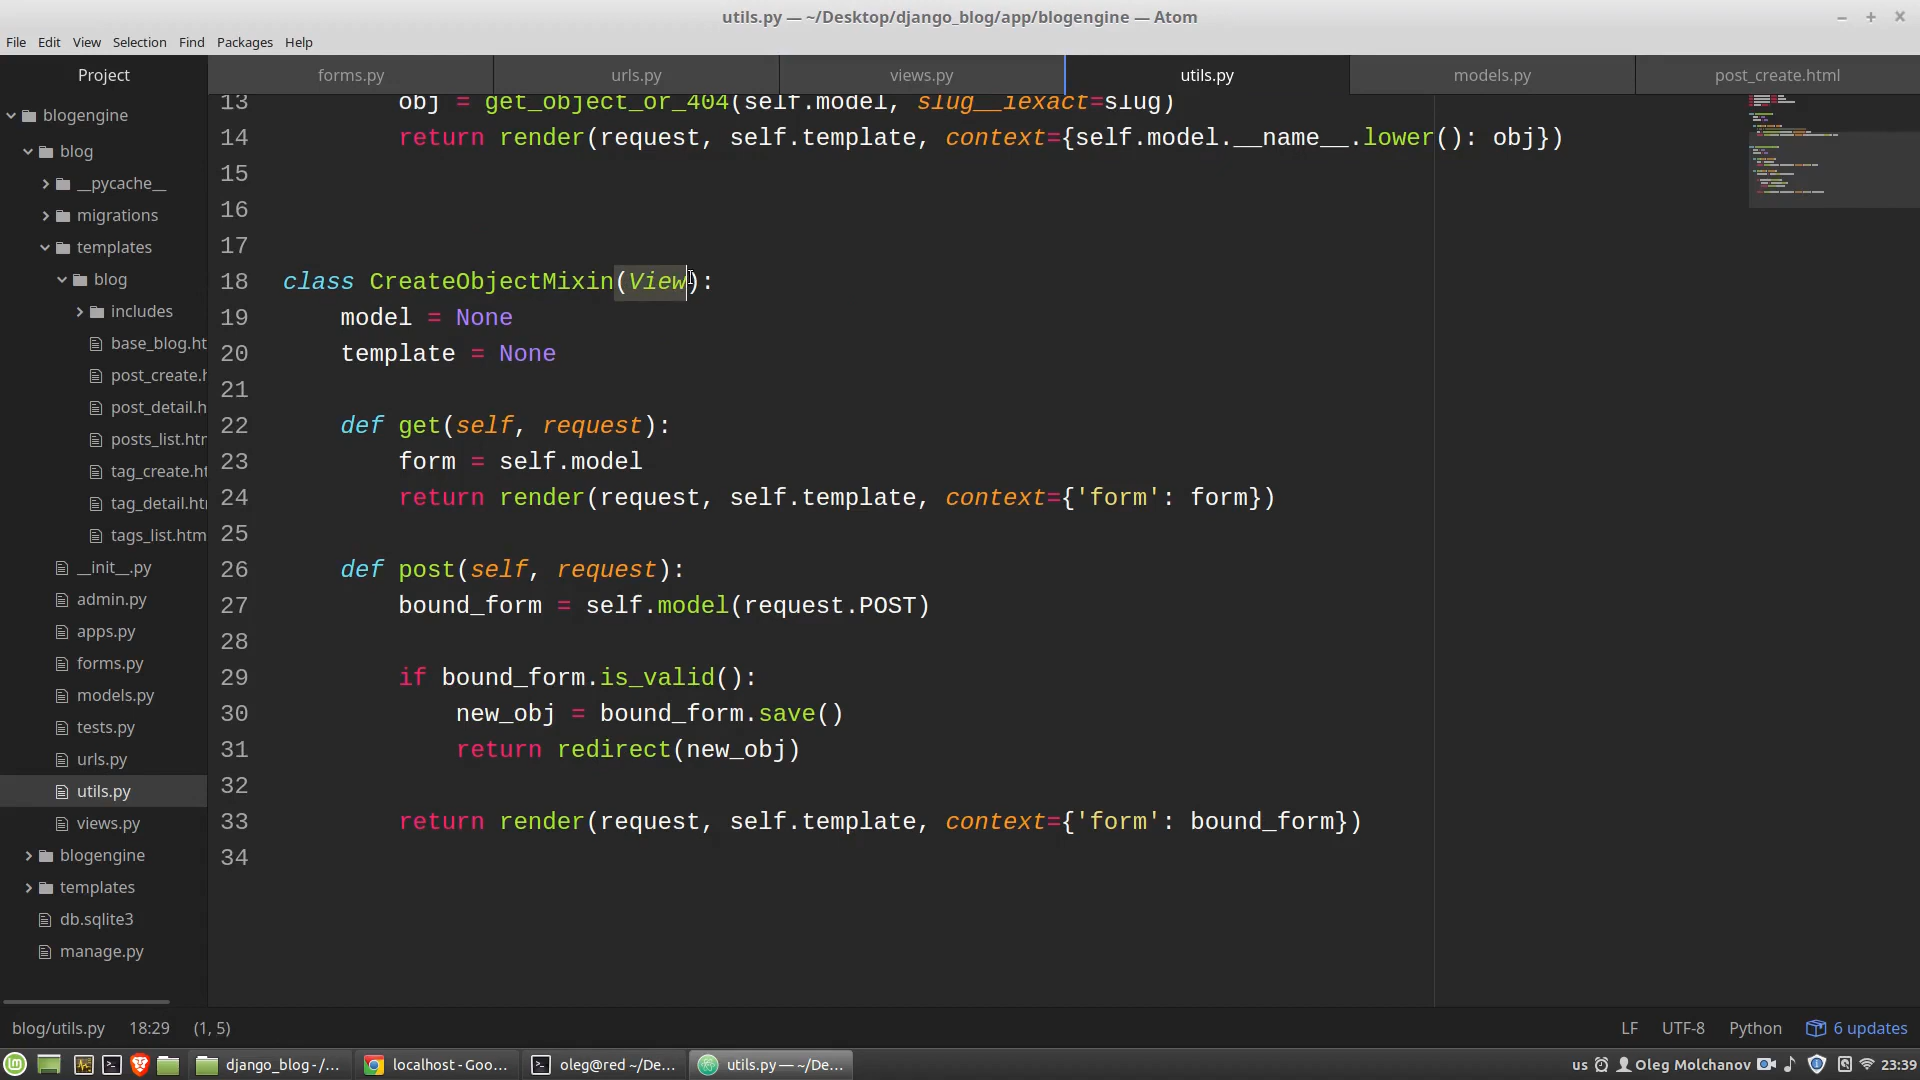 utils.py — ~/Desktop/django_blog/app/blogengine — Atom
File Edit View Selection Find Packages Help
Project
forms.py
urls.py
views.py
utils.py
models.py
post_create.html
blogengine
blog
__pycache__
migrations
templates
blog
includes
base_blog.ht
post_create.h
post_detail.h
posts_list.htm
tag_create.ht
tag_detail.htm
tags_list.htm
__init__.py
admin.py
apps.py
forms.py
models.py
tests.py
urls.py
utils.py
views.py
blogengine
templates
db.sqlite3
manage.py
13         obj = get_object_or_404(self.model, slug__iexact=slug)
14         return render(request, self.template, context={self.model.__name__.lower(): obj})
15
16
17
18 class CreateObjectMixin(View):
19     model = None
20     template = None
21
22     def get(self, request):
23         form = self.model
24         return render(request, self.template, context={'form': form})
25
26     def post(self, request):
27         bound_form = self.model(request.POST)
28
29         if bound_form.is_valid():
30             new_obj = bound_form.save()
31             return redirect(new_obj)
32
33         return render(request, self.template, context={'form': bound_form})
34
blog/utils.py 18:29 (1, 5)
LF UTF-8 Python 6 updates
django_blog - /...
localhost - Goo...
oleg@red ~/De...
utils.py — ~/De...
us Oleg Molchanov 23:39